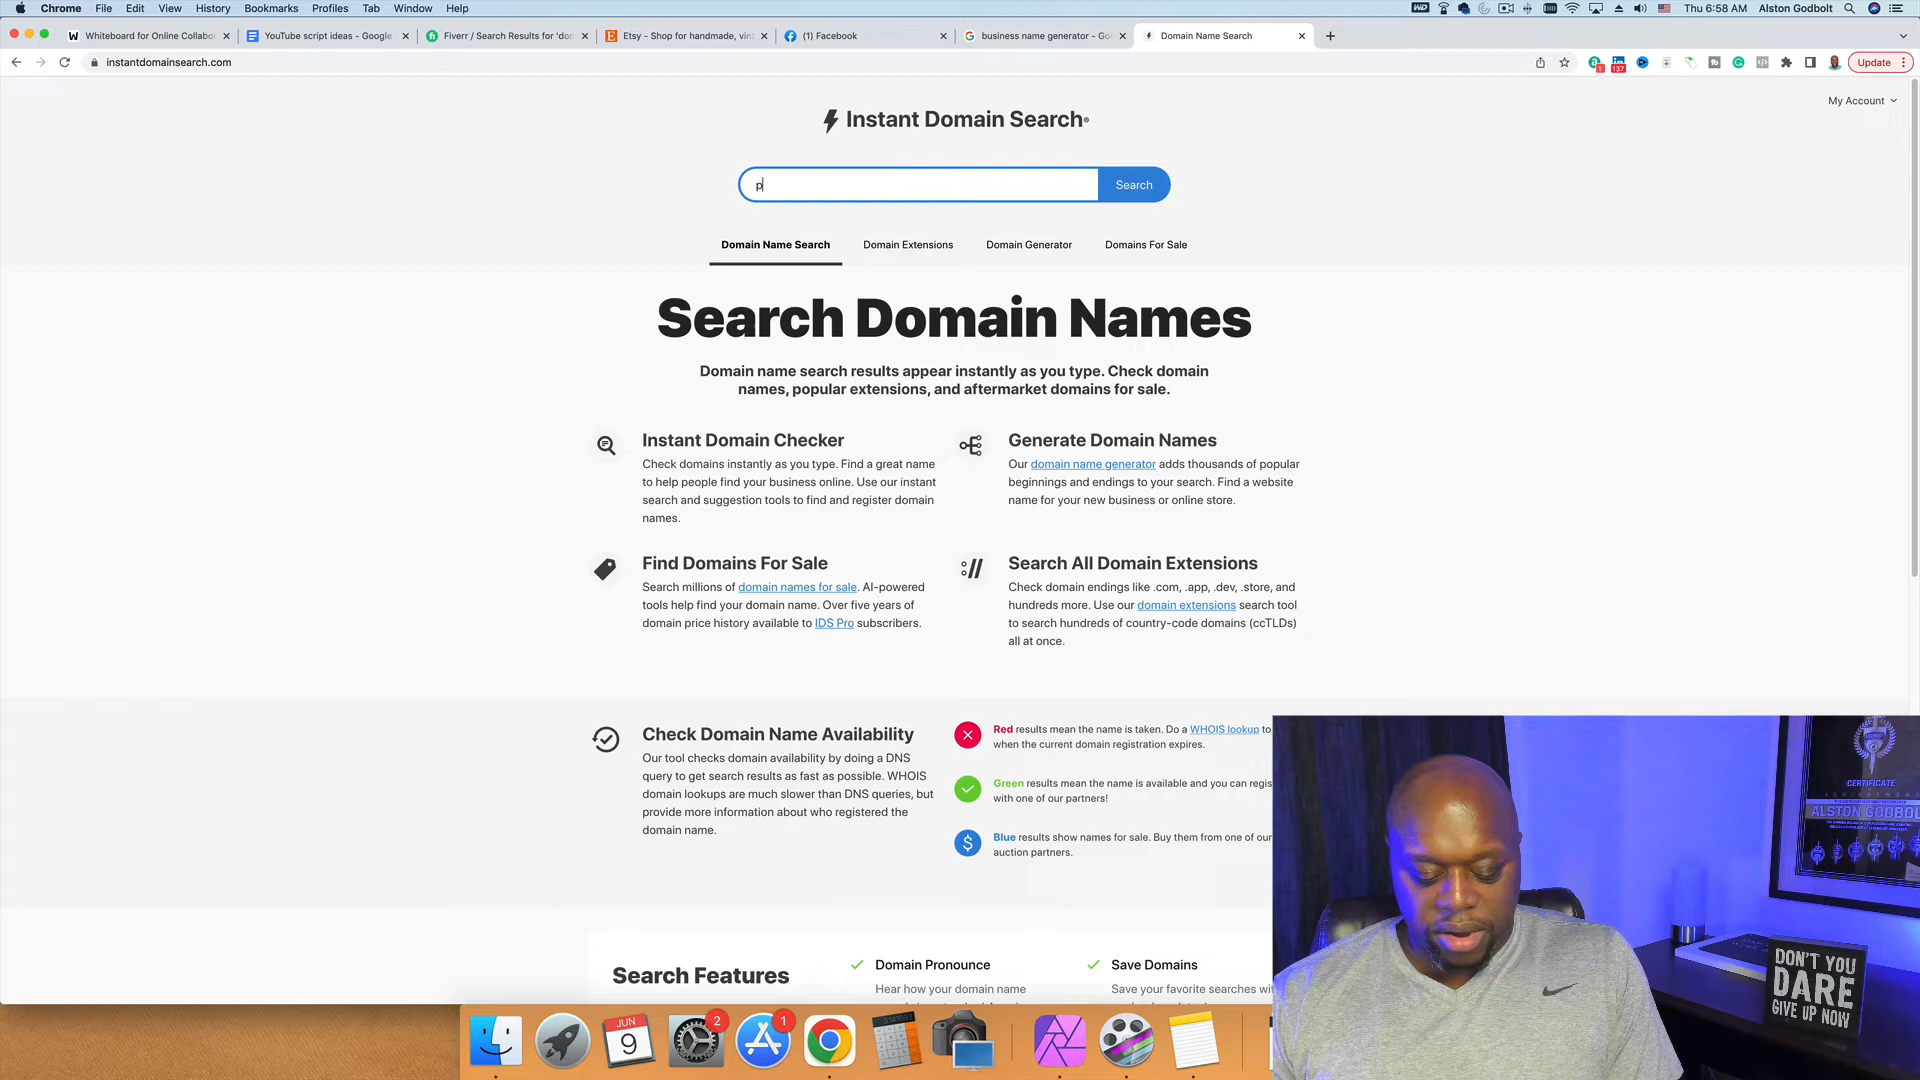 Chrome File Edit View History Bookmarks Profiles Tab Window Help
Thu 6:58 AM Alston Godbolt
Whiteboard for Online Collabo
YouTube script ideas - Google
Fiverr / Search Results for 'dom
Etsy - Shop for handmade, vin
(1) Facebook
business name generator - Go
Domain Name Search
instantdomainsearch.com
1
137
Update
My Account
Instant Domain Search
p
Search
Domain Name Search Domain Extensions Domain Generator Domains For Sale
Search Domain Names
Domain name search results appear instantly as you type. Check domain
names, popular extensions, and aftermarket domains for sale.
Instant Domain Checker
Check domains instantly as you type. Find a great name
to help people find your business online. Use our instant
search and suggestion tools to find and register domain
names.
Generate Domain Names
Our domain name generator adds thousands of popular
beginnings and endings to your search. Find a website
name for your new business or online store.
Find Domains For Sale
Search millions of domain names for sale. AI-powered
tools help find your domain name. Over five years of
domain price history available to IDS Pro subscribers.
Search All Domain Extensions
Check domain endings like .com, .app, .dev, .store, and
hundreds more. Use our domain extensions search tool
to search hundreds of country-code domains (ccTLDs)
all at once.
Check Domain Name Availability
Our tool checks domain availability by doing a DNS
query to get search results as fast as possible. WHOIS
domain lookups are much slower than DNS queries, but
provide more information about who registered the
domain name.
Red results mean the name is taken. Do a WHOIS lookup to
when the current domain registration expires.
Green results mean the name is available and you can regis
with one of our partners!
Blue results show names for sale. Buy them from one of our
auction partners.
Search Features
Domain Pronounce
Hear how your domain name
Save Domains
Save your favorite searches wit
CERTIFICATE
ALSTON GODBOL
DON'T YOU
DARE
GIVE UP NOW
JUN
9
2
1